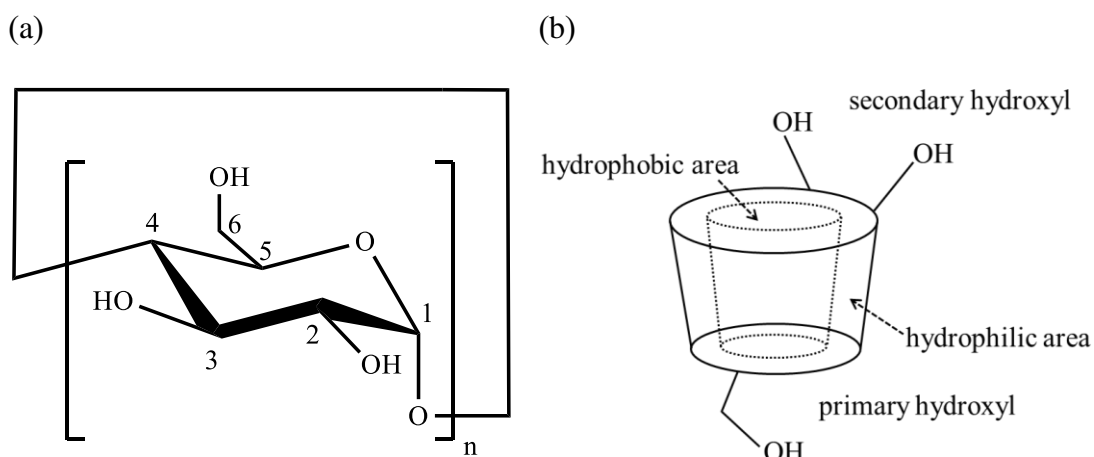 (a)
(b)
OH
6
4
5
O
HO
3
2
1
OH
O
n
secondary hydroxyl
OH
OH
hydrophobic area
hydrophilic area
primary hydroxyl
OH